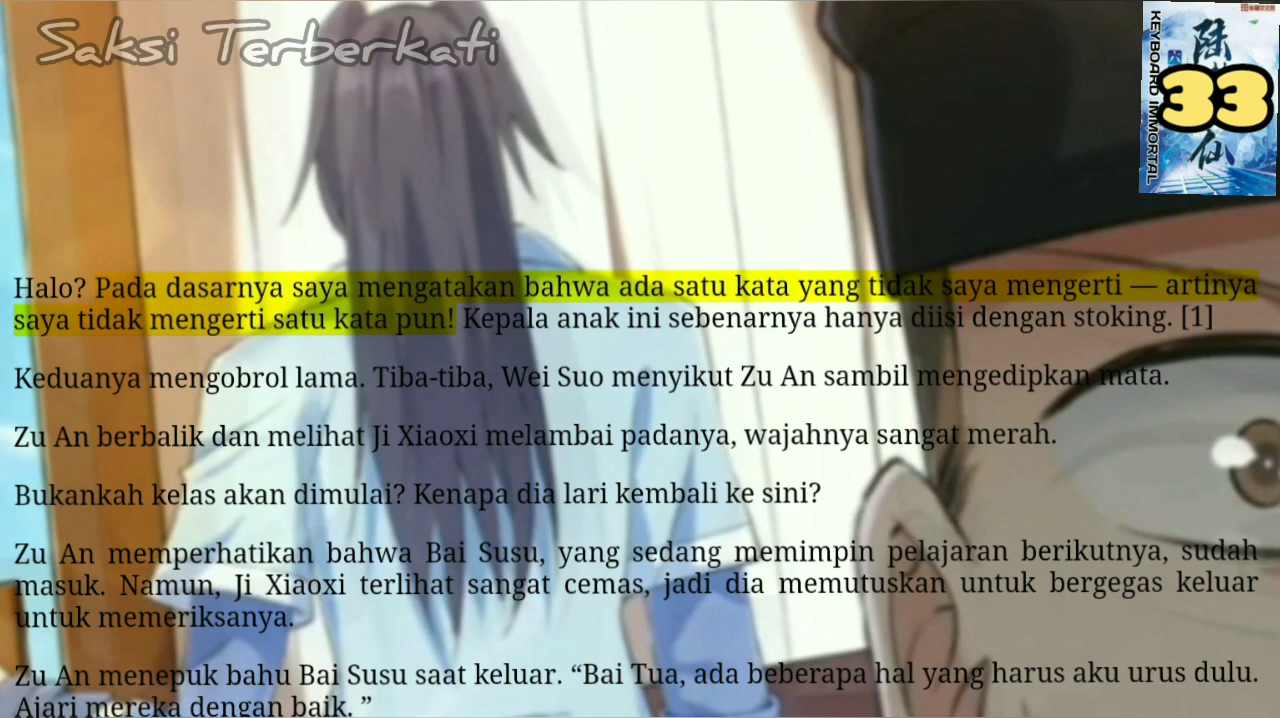 Saksi Terberkati
KEYBOARD IMMORTAL
33
仙
Halo? Pada dasarnya saya mengatakan bahwa ada satu kata yang tidak saya mengerti — artinya
saya tidak mengerti satu kata pun! Kepala anak ini sebenarnya hanya diisi dengan stoking. [1]
Keduanya mengobrol lama. Tiba-tiba, Wei Suo menyikut Zu An sambil mengedipkan mata.
Zu An berbalik dan melihat Ji Xiaoxi melambai padanya, wajahnya sangat merah.
Bukankah kelas akan dimulai? Kenapa dia lari kembali ke sini?
Zu An memperhatikan bahwa Bai Susu, yang sedang memimpin pelajaran berikutnya, sudah
masuk. Namun, Ji Xiaoxi terlihat sangat cemas, jadi dia memutuskan untuk bergegas keluar
untuk memeriksanya.
Zu An menepuk bahu Bai Susu saat keluar. “Bai Tua, ada beberapa hal yang harus aku urus dulu.
Ajari mereka dengan baik. ”